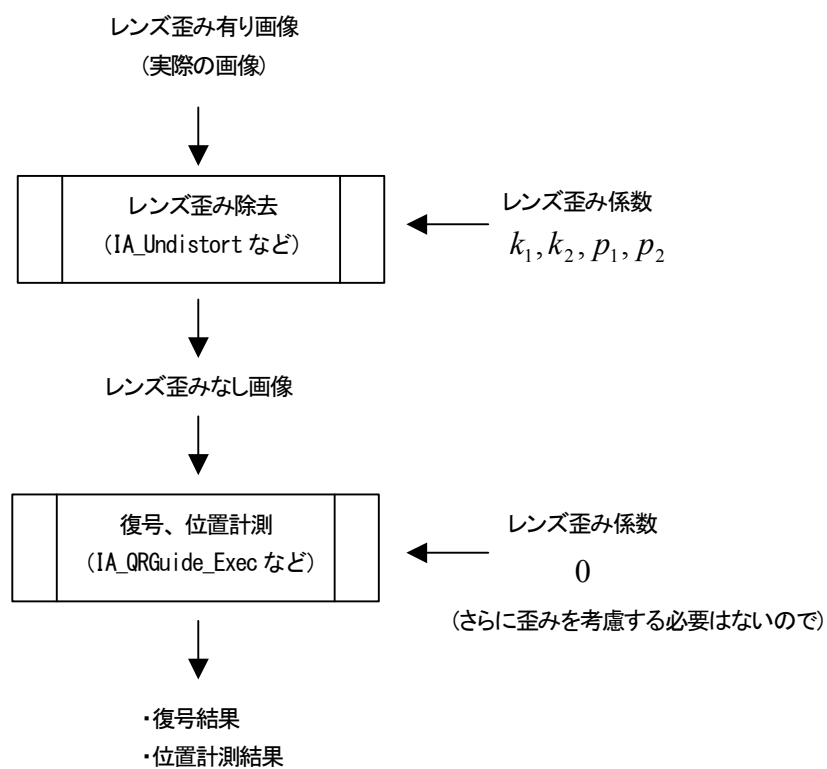 レンズ歪み有り画像
(実際の画像)
レンズ歪み除去
(IA_Undistort など)
レンズ歪み係数
k₁, k₂, p₁, p₂
レンズ歪みなし画像
復号、位置計測
(IA_QRGuide_Exec など)
レンズ歪み係数
0
(さらに歪みを考慮する必要はないので)
・復号結果
・位置計測結果